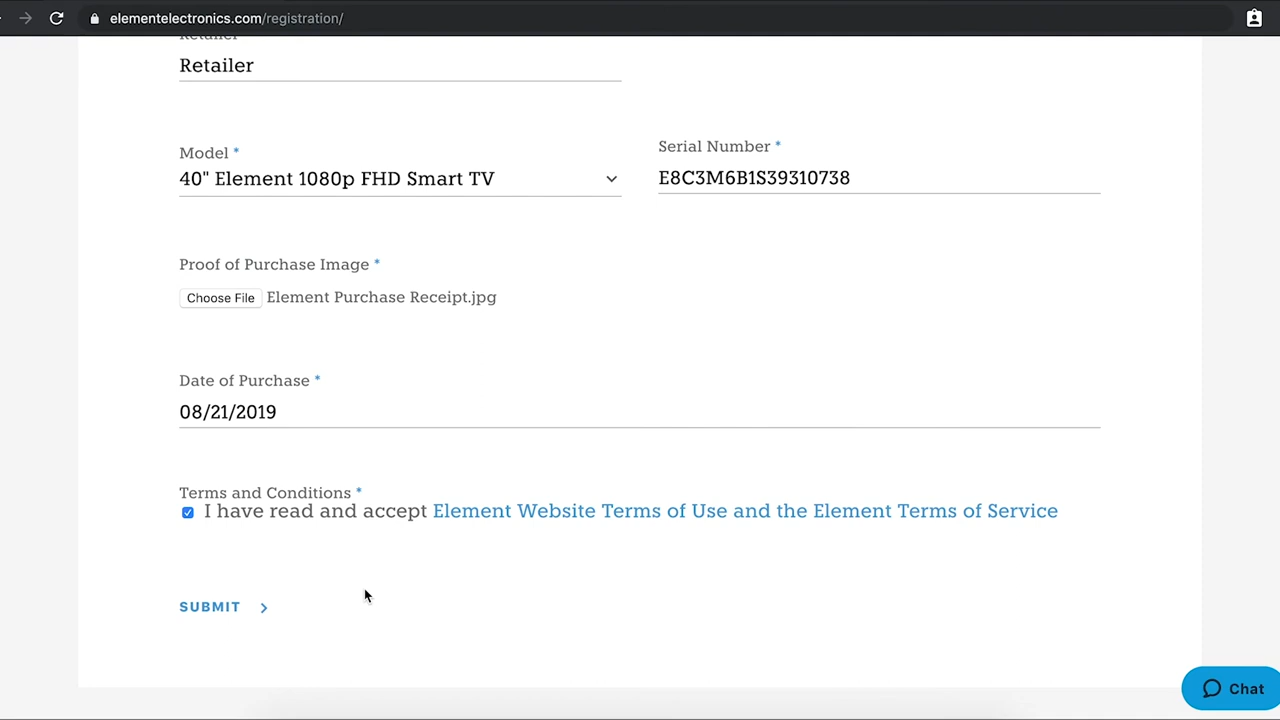 elementelectronics.com/registration/
Retailer
Retailer
Model *
Serial Number *
40" Element 1080p FHD Smart TV
E8C3M6B1S39310738
Proof of Purchase Image *
Choose File Element Purchase Receipt.jpg
Date of Purchase *
08/21/2019
Terms and Conditions *
I have read and accept Element Website Terms of Use and the Element Terms of Service
SUBMIT
Chat